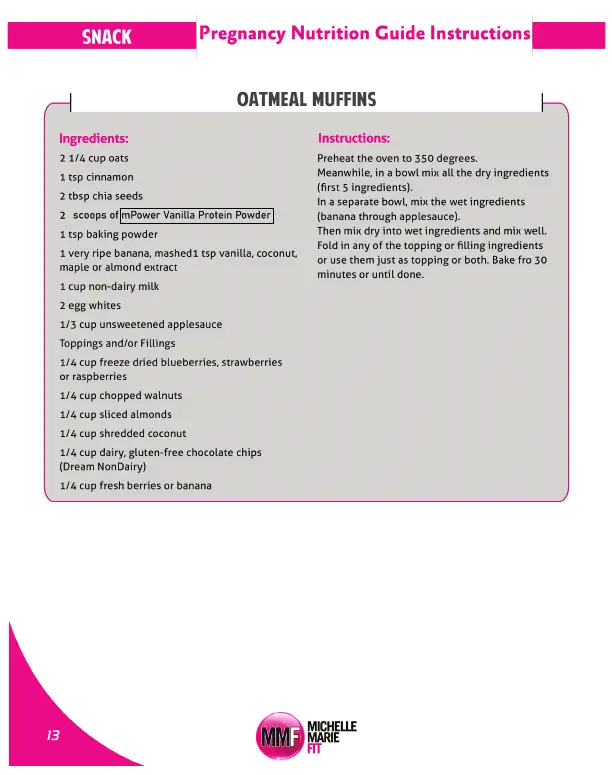 SNACK
Pregnancy Nutrition Guide Instructions
OATMEAL MUFFINS
Ingredients:
2 1/4 cup oats
1 tsp cinnamon
2 tbsp chia seeds
2 scoops of mPower Vanilla Protein Powder
1 tsp baking powder
1 very ripe banana, mashed1 tsp vanilla, coconut,
maple or almond extract
1 cup non-dairy milk
2 egg whites
1/3 cup unsweetened applesauce
Toppings and/or Fillings
1/4 cup freeze dried blueberries, strawberries
or raspberries
1/4 cup chopped walnuts
1/4 cup sliced almonds
1/4 cup shredded coconut
1/4 cup dairy, gluten-free chocolate chips
(Dream NonDairy)
1/4 cup fresh berries or banana
Instructions:
Preheat the oven to 350 degrees.
Meanwhile, in a bowl mix all the dry ingredients
(first 5 ingredients).
In a separate bowl, mix the wet ingredients
(banana through applesauce).
Then mix dry into wet ingredients and mix well.
Fold in any of the topping or filling ingredients
or use them just as topping or both. Bake fro 30
minutes or until done.
13
MMF
MICHELLE
MARIE
FIT